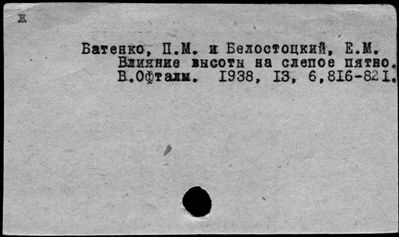 Ж
Батенко, П.М. и Белостоцкий, Е.М.
Влияние высоты на слепое пятно.
В.Офталм. 1938, 13, 6,816-821.